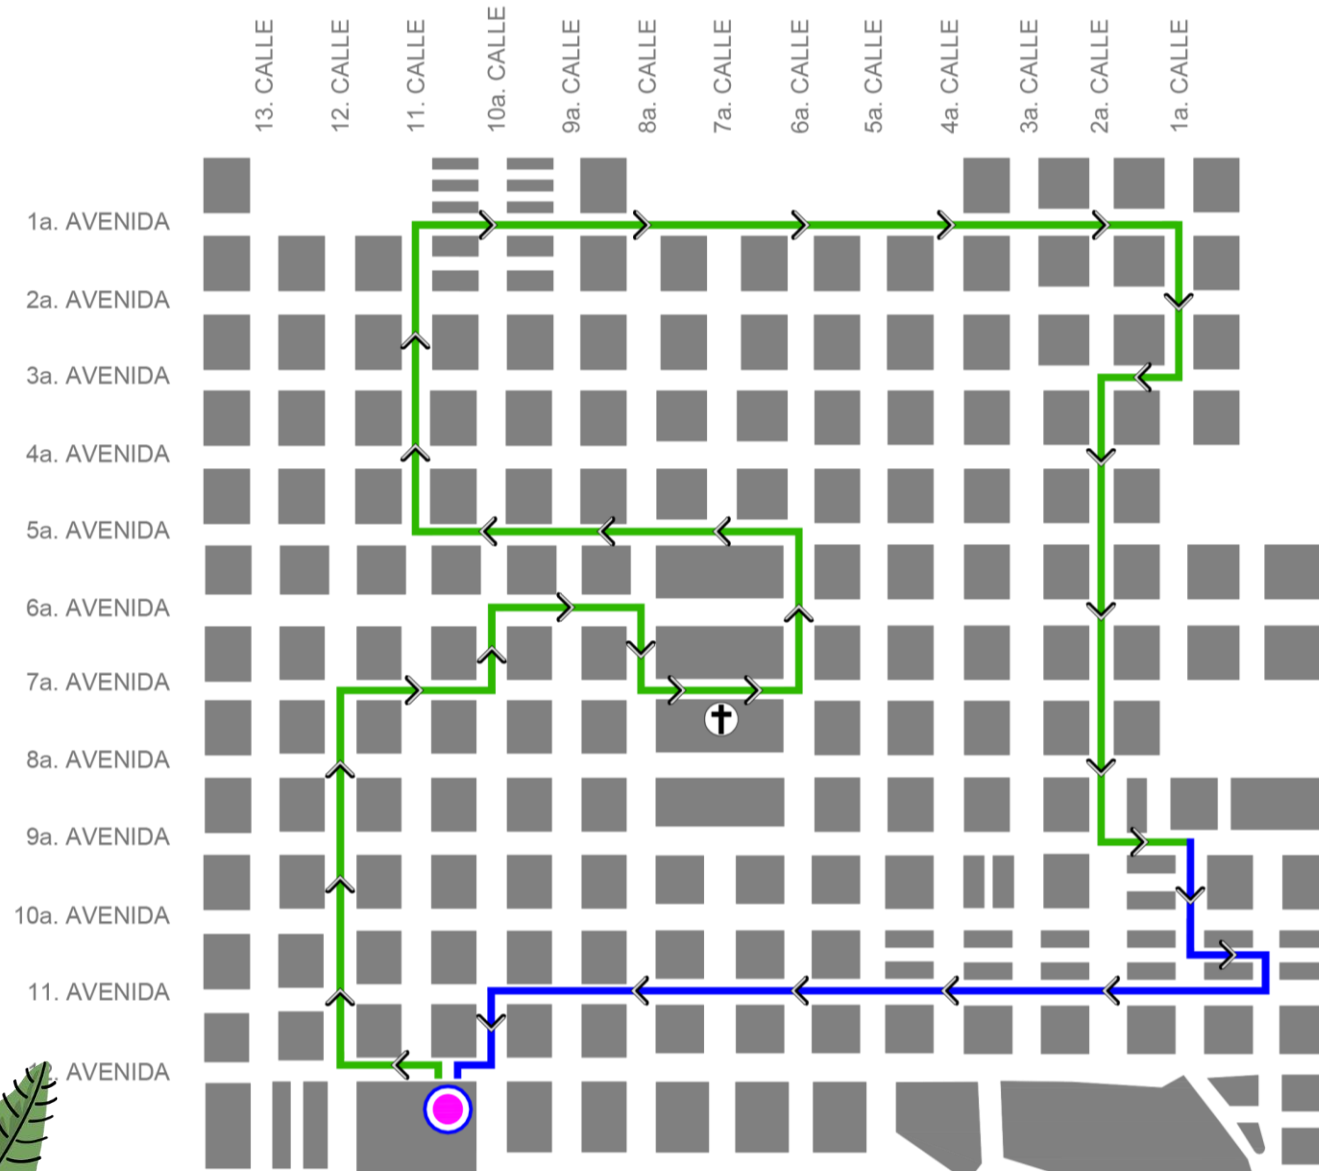 13. CALLE
12. CALLE
11. CALLE
10a. CALLE
9a. CALLE
8a. CALLE
7a. CALLE
6a. CALLE
5a. CALLE
4a. CALLE
3a. CALLE
2a. CALLE
1a. CALLE
1a. AVENIDA
2a. AVENIDA
3a. AVENIDA
4a. AVENIDA
5a. AVENIDA
6a. AVENIDA
7a. AVENIDA
8a. AVENIDA
9a. AVENIDA
10a. AVENIDA
11. AVENIDA
AVENIDA